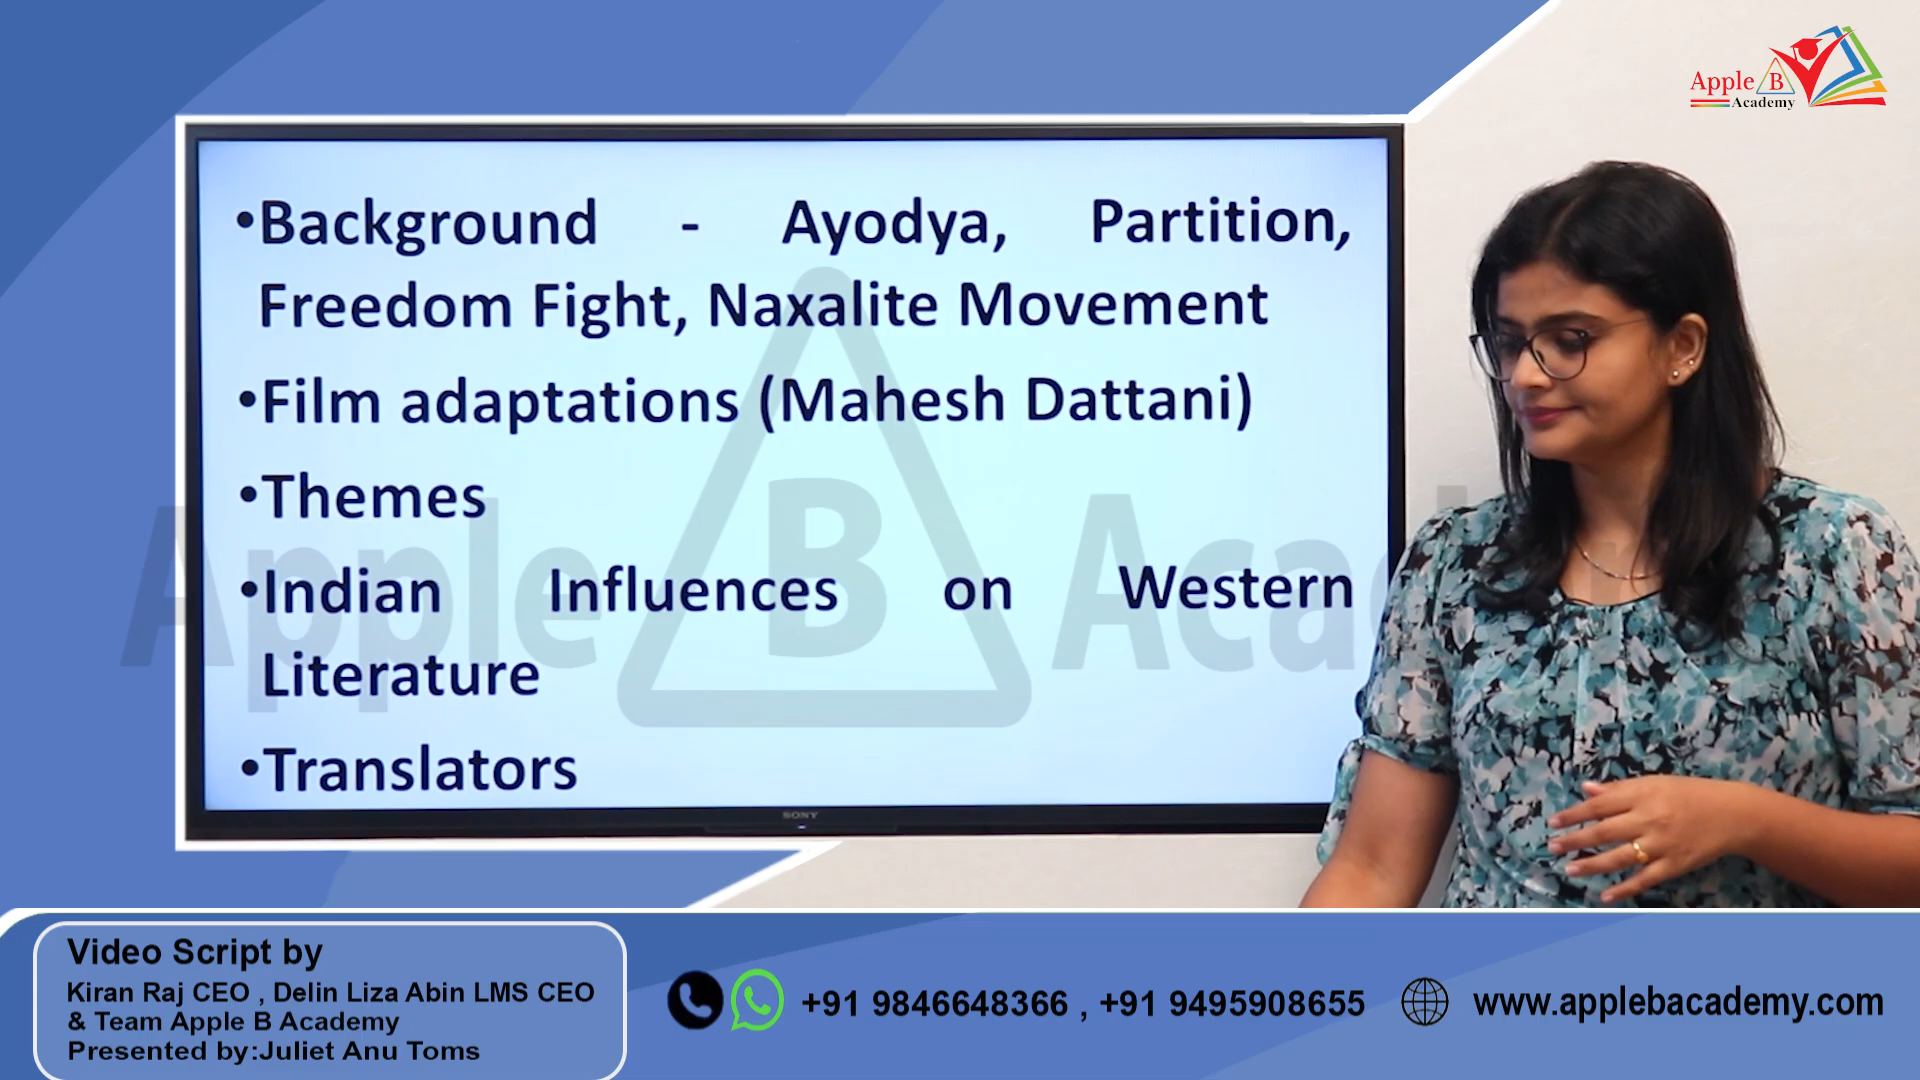 Apple B
Academy
•Background - Ayodya, Partition,
Freedom Fight, Naxalite Movement
•Film adaptations (Mahesh Dattani)
•Themes
•Indian Influences on Western
Literature
•Translators
Apple B Acade
SONY
Video Script by
Kiran Raj CEO , Delin Liza Abin LMS CEO
& Team Apple B Academy
Presented by:Juliet Anu Toms
+91 9846648366 , +91 9495908655
www.applebacademy.com